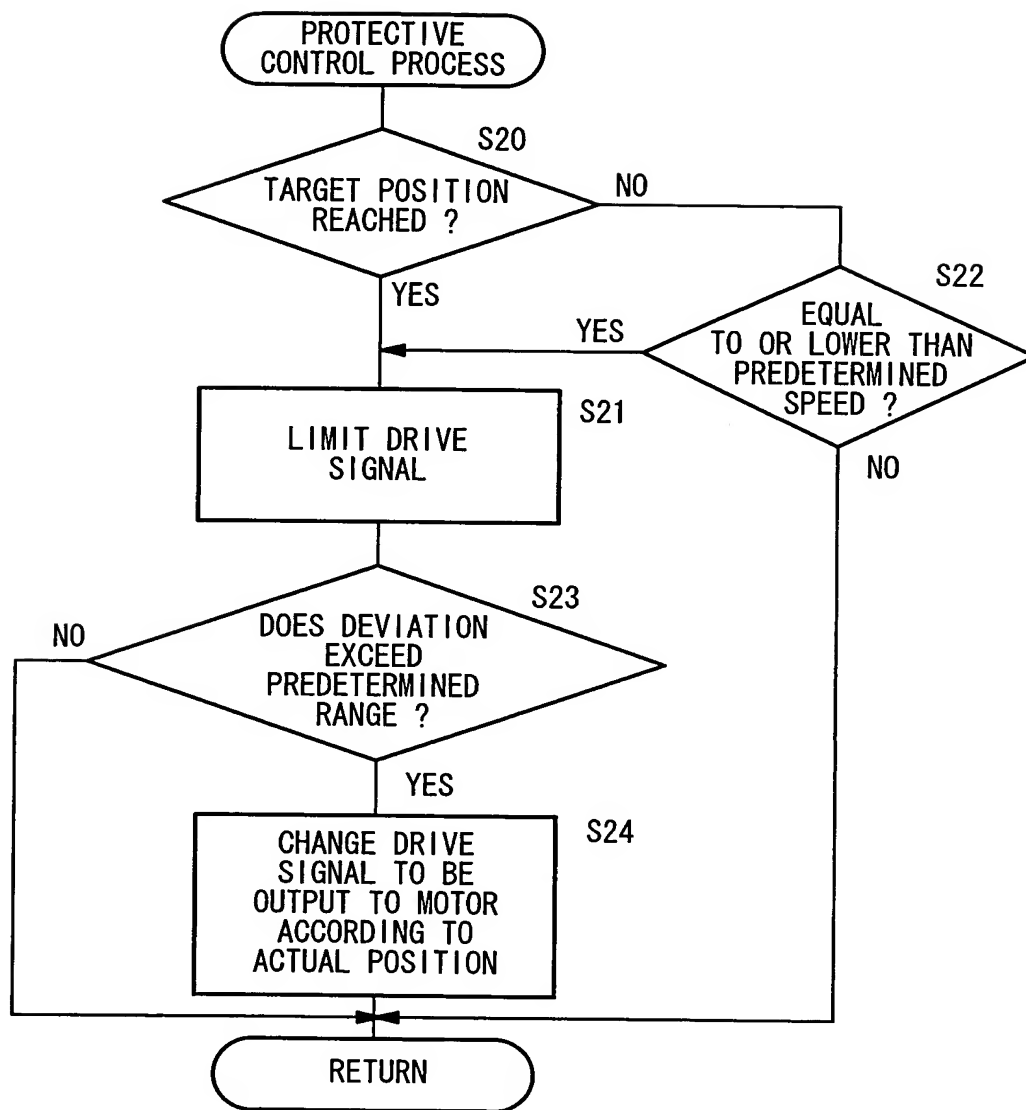 PROTECTIVE
CONTROL PROCESS
S20
TARGET POSITION
REACHED ?
NO
YES
S22
EQUAL
TO OR LOWER THAN
PREDETERMINED
SPEED ?
YES
NO
S21
LIMIT DRIVE
SIGNAL
S23
DOES DEVIATION
EXCEED
PREDETERMINED
RANGE ?
NO
YES
S24
CHANGE DRIVE
SIGNAL TO BE
OUTPUT TO MOTOR
ACCORDING TO
ACTUAL POSITION
RETURN